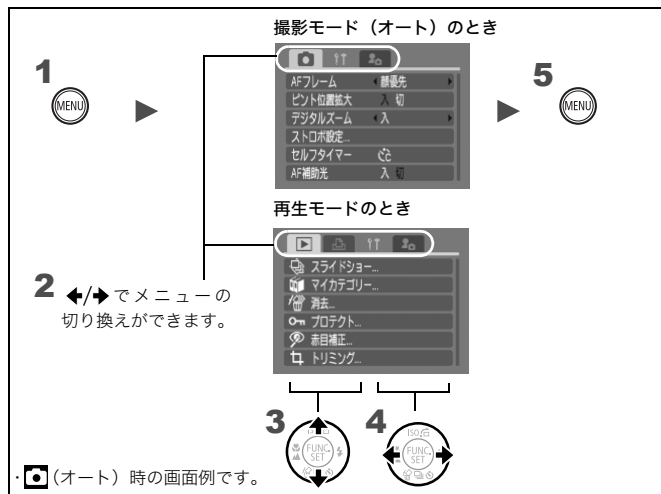 撮影モード（オート）のとき
1
MENU
AFフレーム 顔優先
ピント位置拡大 入 切
デジタルズーム 入
ストロボ設定...
セルフタイマー
AF補助光 入 切
5
MENU
再生モードのとき
2 /でメニューの
切り換えができます。
スライドショー...
マイカテゴリー...
消去...
プロテクト...
赤目補正...
トリミング...
3
FUNC.
SET
4
ISO
FUNC.
SET
・（オート）時の画面例です。